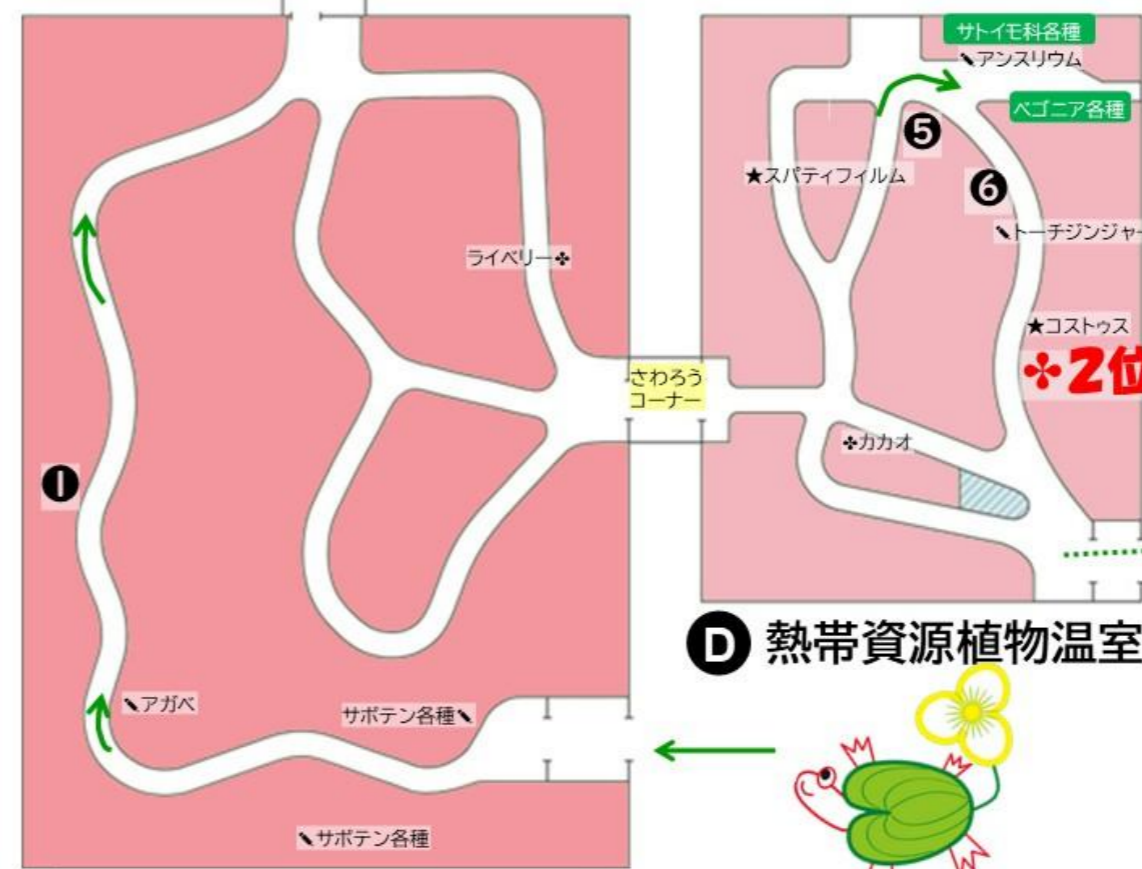 サトイモ科各種
アンスリウム
ベゴニア各種
❺
★スパティフィルム
❻
トーチジンジャー
ライベリー✤
★コストゥス
✤2位
さわろう
コーナー
✤カカオ
❶
D 熱帯資源植物温室
✎アガベ
サボテン各種✎
✎サボテン各種